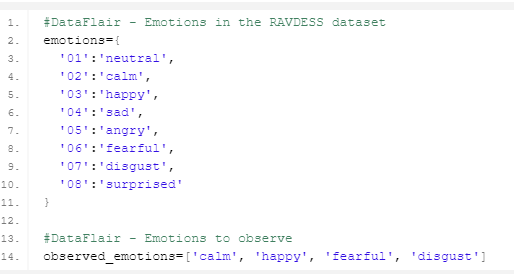 1. #DataFlair - Emotions in the RAVDESS dataset
2. emotions={
3.   '01':'neutral',
4.   '02':'calm',
5.   '03':'happy',
6.   '04':'sad',
7.   '05':'angry',
8.   '06':'fearful',
9.   '07':'disgust',
10.   '08':'surprised'
11. }
12.
13. #DataFlair - Emotions to observe
14. observed_emotions=['calm', 'happy', 'fearful', 'disgust']